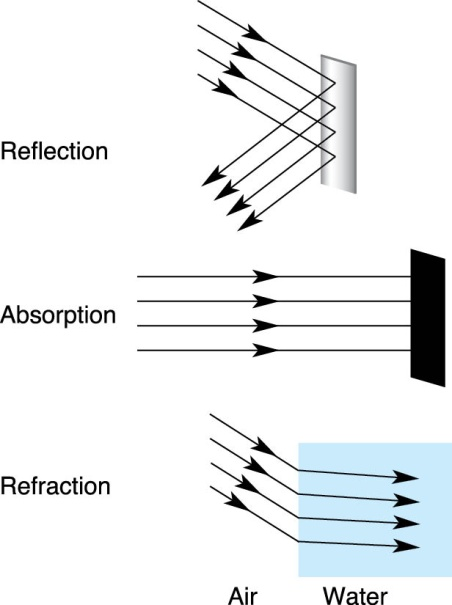 Reflection
Absorption
Refraction
Air Water